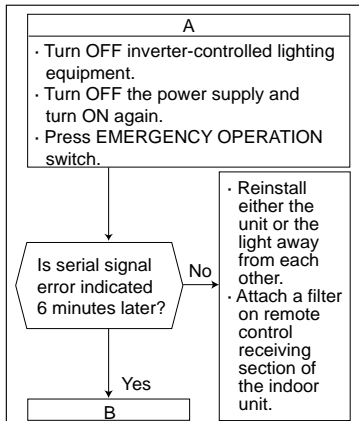 A
· Turn OFF inverter-controlled lighting
equipment.
· Turn OFF the power supply and
turn ON again.
· Press EMERGENCY OPERATION
switch.
Is serial signal
error indicated
6 minutes later?
No
· Reinstall
either the
unit or the
light away
from each
other.
· Attach a filter
on remote
control
receiving
section of
the indoor
unit.
Yes
B